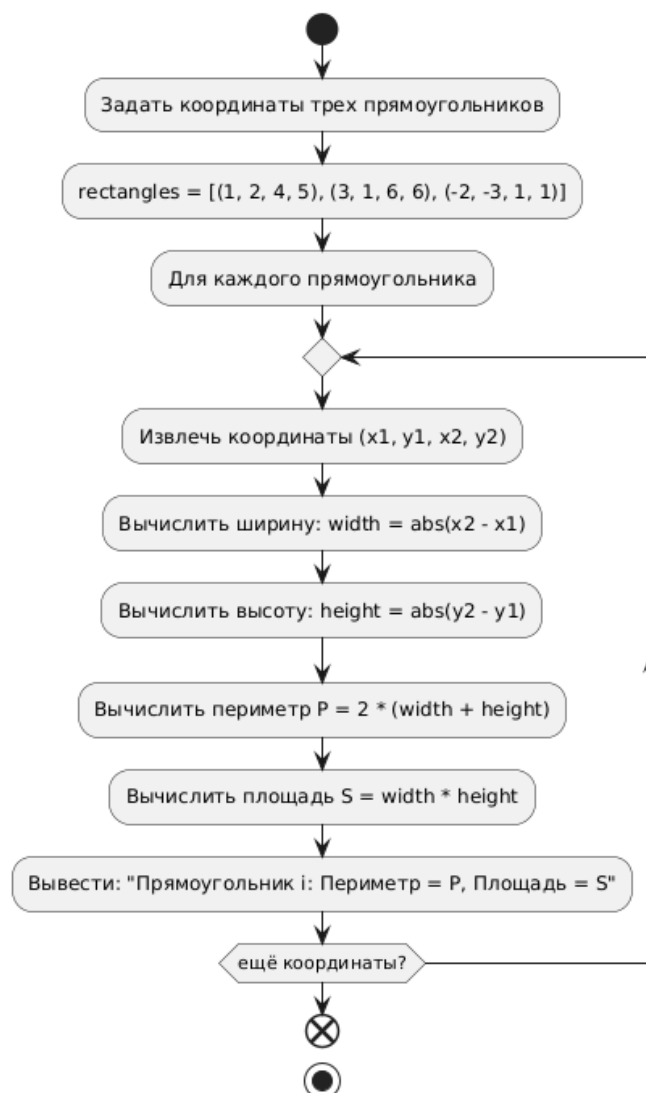 Задать координаты трех прямоугольников
rectangles = [(1, 2, 4, 5), (3, 1, 6, 6), (-2, -3, 1, 1)]
Для каждого прямоугольника
Извлечь координаты (x1, y1, x2, y2)
Вычислить ширину: width = abs(x2 - x1)
Вычислить высоту: height = abs(y2 - y1)
Вычислить периметр P = 2 * (width + height)
Вычислить площадь S = width * height
Вывести: "Прямоугольник i: Периметр = P, Площадь = S"
ещё координаты?